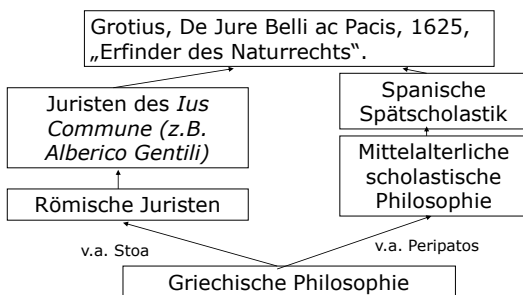 Grotius, De Jure Belli ac Pacis, 1625,
„Erfinder des Naturrechts“.
Juristen des Ius
Commune (z.B.
Alberico Gentili)
Spanische
Spätscholastik
Mittelalterliche
scholastische
Philosophie
Römische Juristen
v.a. Stoa
v.a. Peripatos
Griechische Philosophie